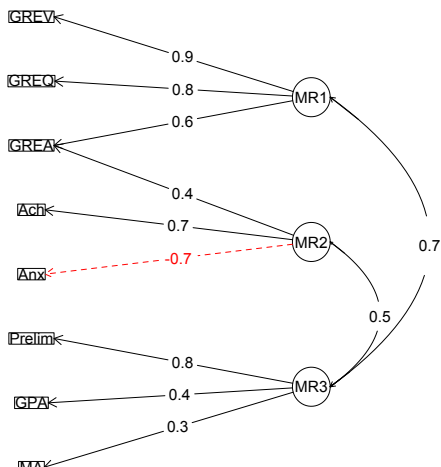 GREV
0.9
GREQ
0.8
MR1
0.6
GREA
0.4
Ach
0.7
MR2
0.7
-0.7
Anx
0.5
Prelim
0.8
MR3
0.4
GPA
0.3
MA